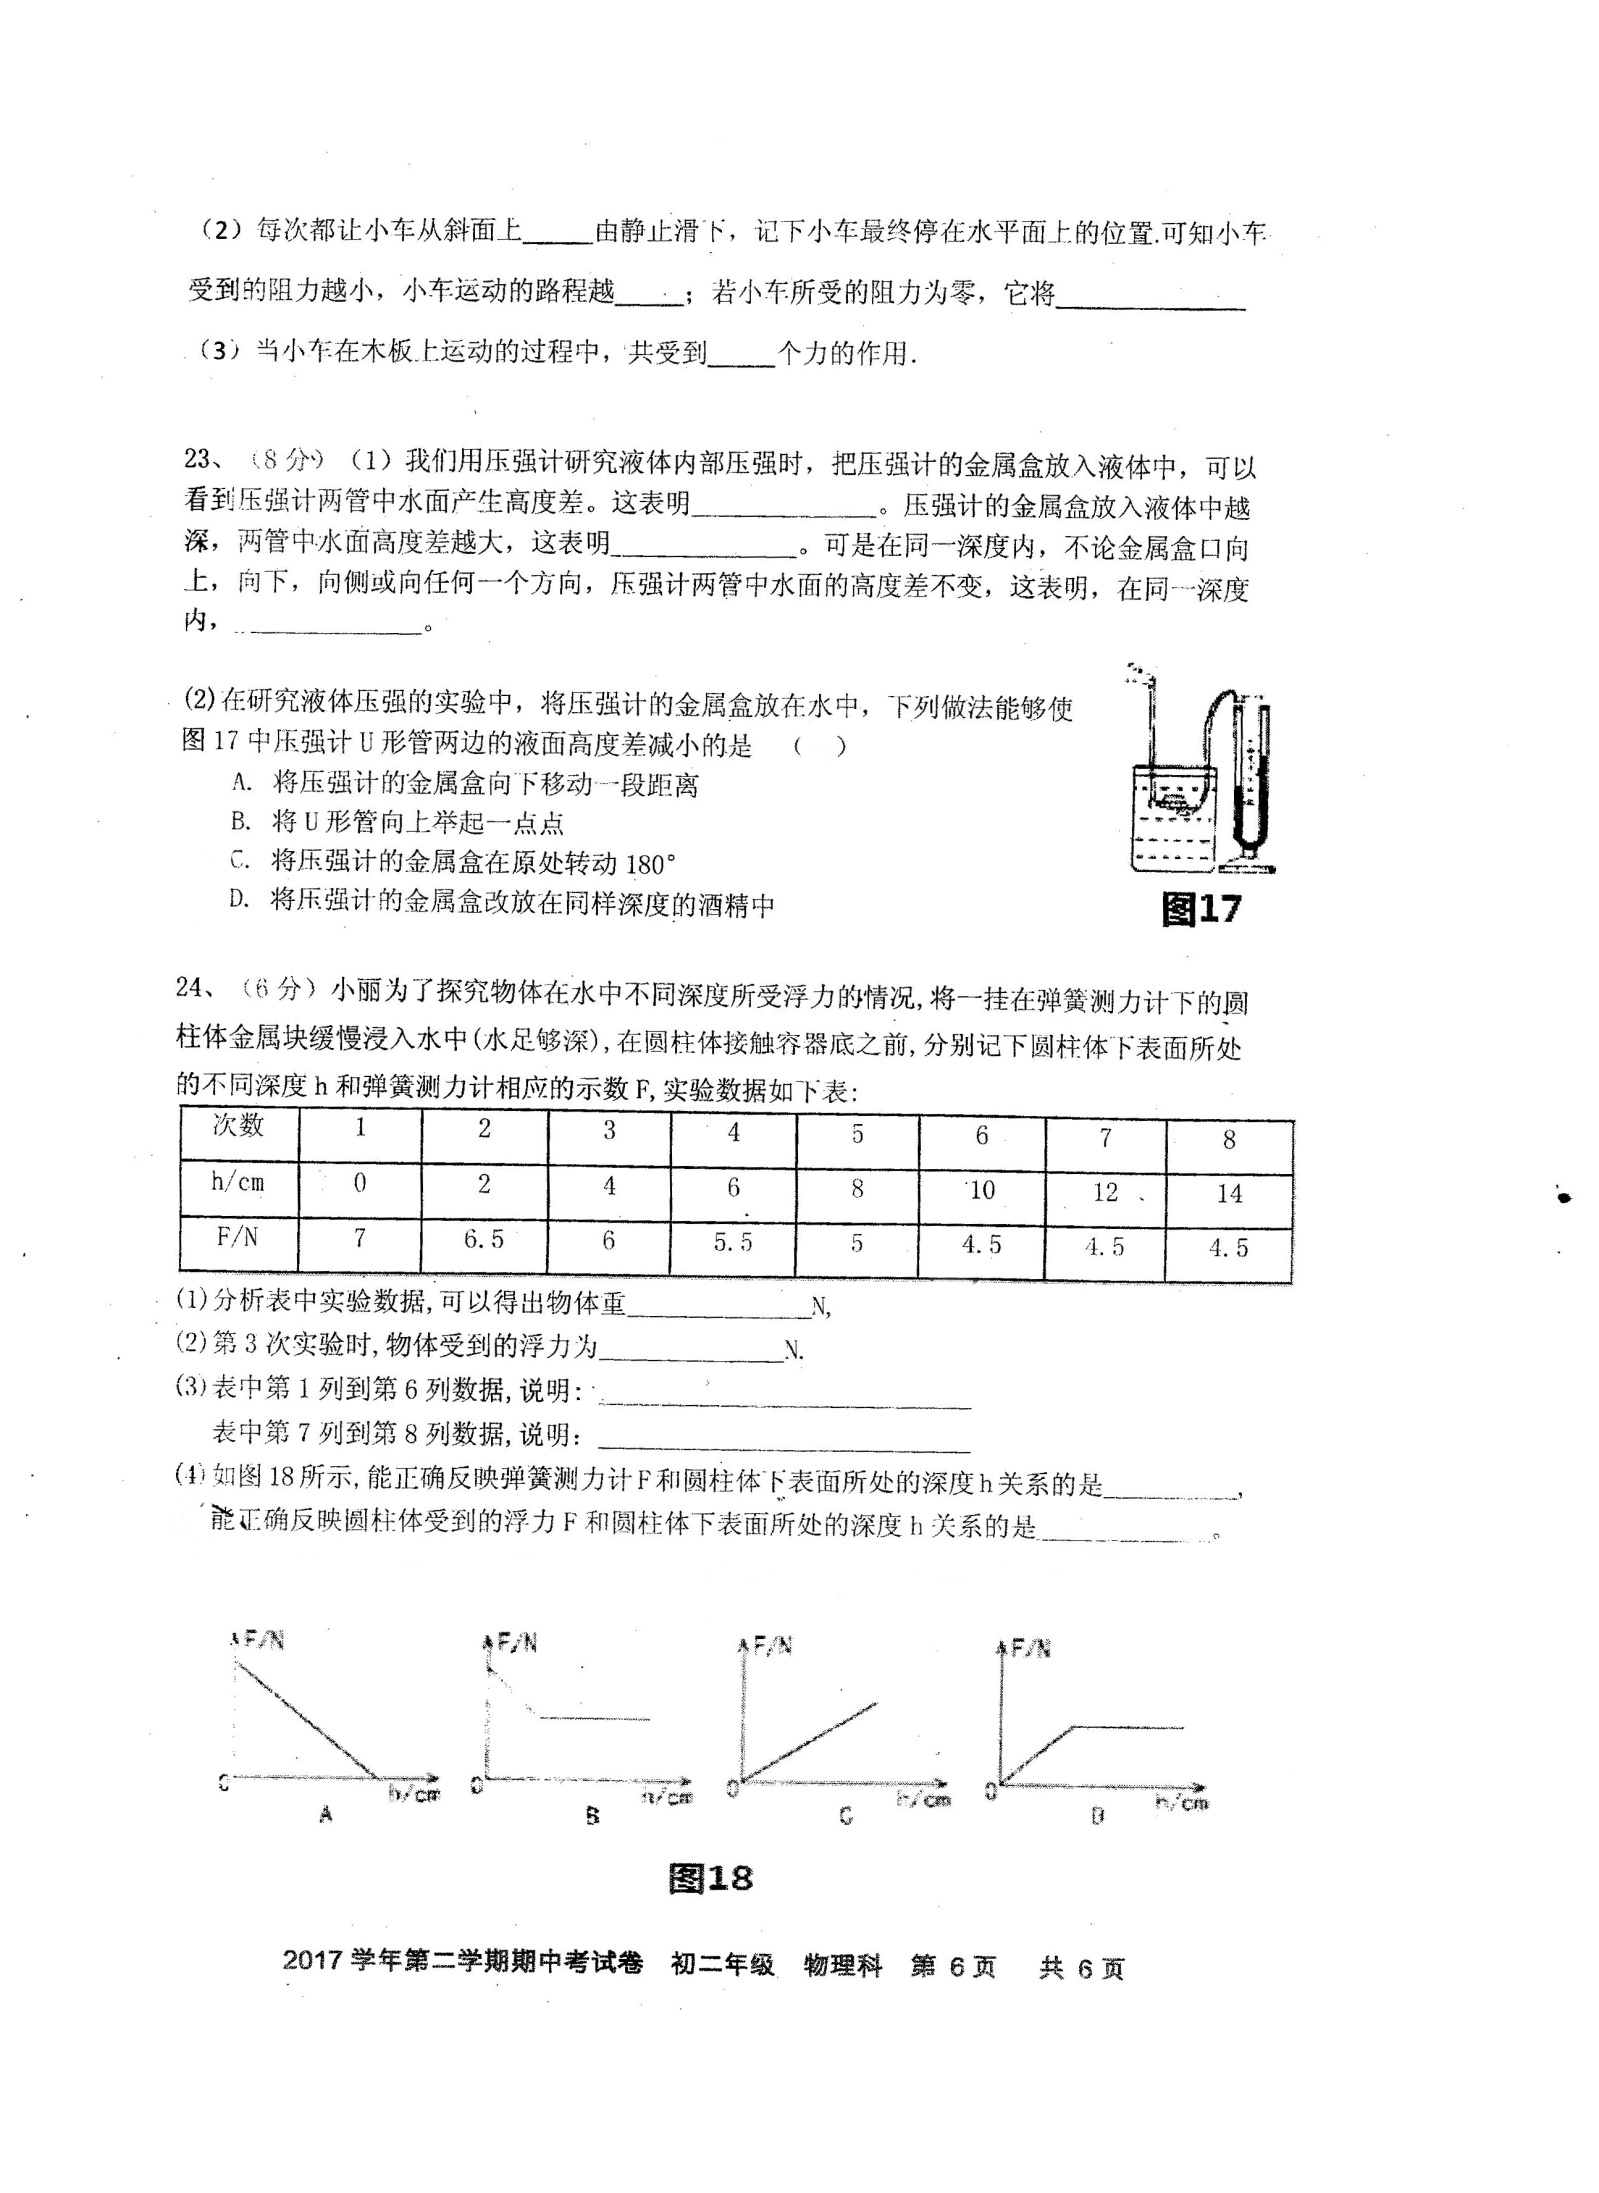 （2）每次都让小车从斜面上_____由静止滑下，记下小车最终停在水平面上的位置.可知小车
受到的阻力越小，小车运动的路程越_____；若小车所受的阻力为零，它将______________
（3）当小车在木板上运动的过程中，共受到_____个力的作用.
23、（8分）（1）我们用压强计研究液体内部压强时，把压强计的金属盒放入液体中，可以
看到压强计两管中水面产生高度差。这表明______________。压强计的金属盒放入液体中越
深，两管中水面高度差越大，这表明______________。可是在同一深度内，不论金属盒口向
上，向下，向侧或向任何一个方向，压强计两管中水面的高度差不变，这表明，在同一深度
内，______________。
(2)在研究液体压强的实验中，将压强计的金属盒放在水中，下列做法能够使
图17中压强计U形管两边的液面高度差减小的是 （ ）
A. 将压强计的金属盒向下移动一段距离
B. 将U形管向上举起一点点
C. 将压强计的金属盒在原处转动180°
D. 将压强计的金属盒改放在同样深度的酒精中
图17
24、（6分）小丽为了探究物体在水中不同深度所受浮力的情况,将一挂在弹簧测力计下的圆
柱体金属块缓慢浸入水中(水足够深),在圆柱体接触容器底之前,分别记下圆柱体下表面所处
的不同深度h和弹簧测力计相应的示数F,实验数据如下表:
次数 1 2 3 4 5 6 7 8
h/cm 0 2 4 6 8 10 12 14
F/N 7 6.5 6 5.5 5 4.5 4.5 4.5
(1)分析表中实验数据,可以得出物体重______________N,
(2)第3次实验时,物体受到的浮力为______________N.
(3)表中第1列到第6列数据,说明:____________________________
表中第7列到第8列数据,说明:____________________________
(4)如图18所示,能正确反映弹簧测力计F和圆柱体下表面所处的深度h关系的是__________,
能正确反映圆柱体受到的浮力F和圆柱体下表面所处的深度h关系的是_____________。
F/N F/N F/N F/N
0 0 0 0
h/cm h/cm h/cm h/cm
A B C D
图18
2017学年第二学期期中考试卷 初二年级 物理科 第6页 共6页